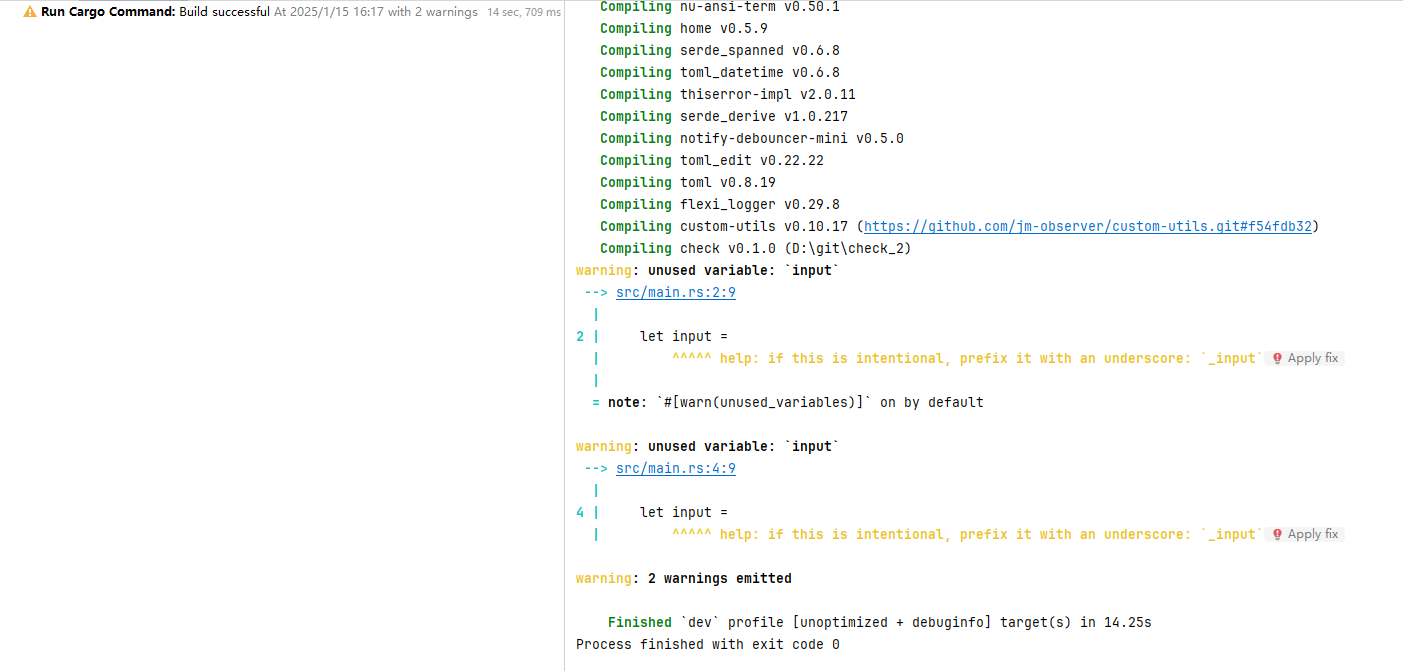 Run Cargo Command: Build successful At 2025/1/15 16:17 with 2 warnings 14 sec, 709 ms
Compiling nu-ansi-term v0.50.1
Compiling home v0.5.9
Compiling serde_spanned v0.6.8
Compiling toml_datetime v0.6.8
Compiling thiserror-impl v2.0.11
Compiling serde_derive v1.0.217
Compiling notify-debouncer-mini v0.5.0
Compiling toml_edit v0.22.22
Compiling toml v0.8.19
Compiling flexi_logger v0.29.8
Compiling custom-utils v0.10.17 (https://github.com/jm-observer/custom-utils.git#f54fdb32)
Compiling check v0.1.0 (D:\git\check_2)
warning: unused variable: `input`
--> src/main.rs:2:9
|
2 | let input =
| ^^^^^ help: if this is intentional, prefix it with an underscore: `_input` Apply fix
|
= note: `#[warn(unused_variables)]` on by default
warning: unused variable: `input`
--> src/main.rs:4:9
|
4 | let input =
| ^^^^^ help: if this is intentional, prefix it with an underscore: `_input` Apply fix
warning: 2 warnings emitted
Finished `dev` profile [unoptimized + debuginfo] target(s) in 14.25s
Process finished with exit code 0